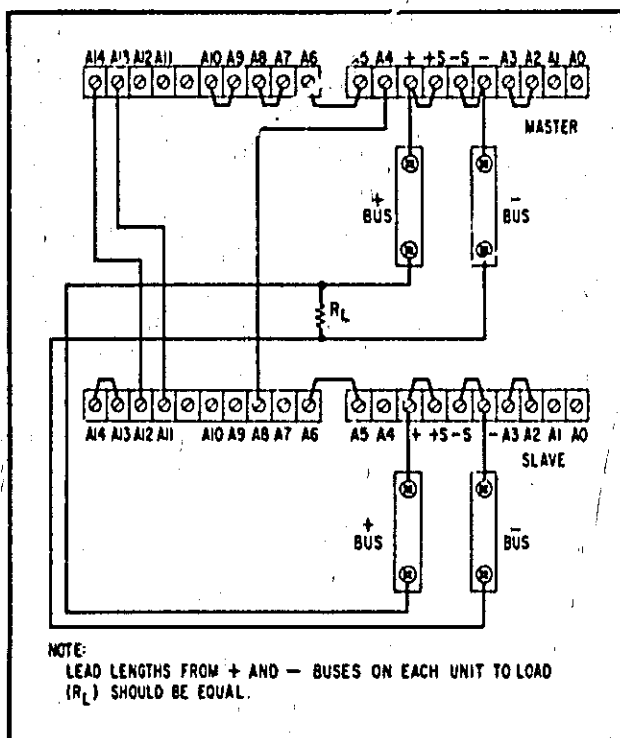 A14 A13 A12 A11 A10 A9 A8 A7 A6 A5 A4 + +S -S - A3 A2 A1 A0
MASTER
+
BUS
-
BUS
RL
A14 A13 A12 A11 A10 A9 A8 A7 A6 A5 A4 + +S -S - A3 A2 A1 A0
SLAVE
+
BUS
-
BUS
NOTE:
LEAD LENGTHS FROM + AND - BUSES ON EACH UNIT TO LOAD
(RL) SHOULD BE EQUAL.